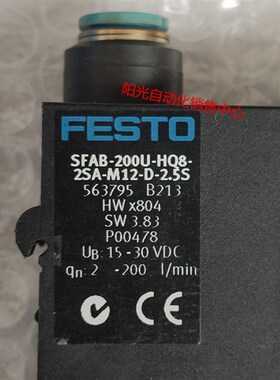 阳光自动化销售中心
FESTO
SFAB-200U-HQ8-
2SA-M12-D-2.5S
563795 B213
HW x804
SW 3.83
P00478
UB: 15-30 VDC
qn: 2 -200 l/min